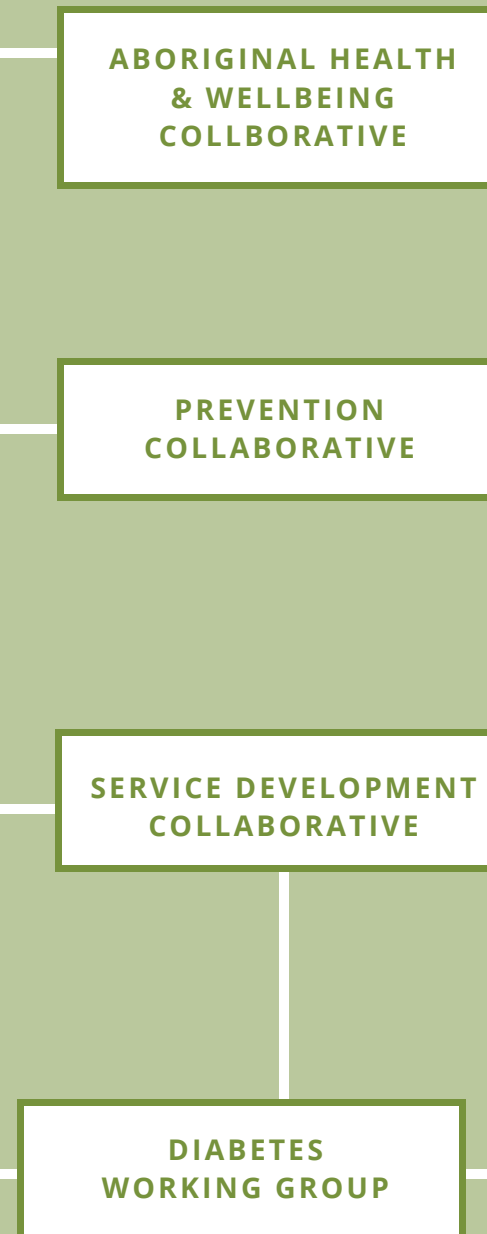 ABORIGINAL HEALTH
& WELLBEING
COLLBORATIVE
PREVENTION
COLLABORATIVE
SERVICE DEVELOPMENT
COLLABORATIVE
DIABETES
WORKING GROUP